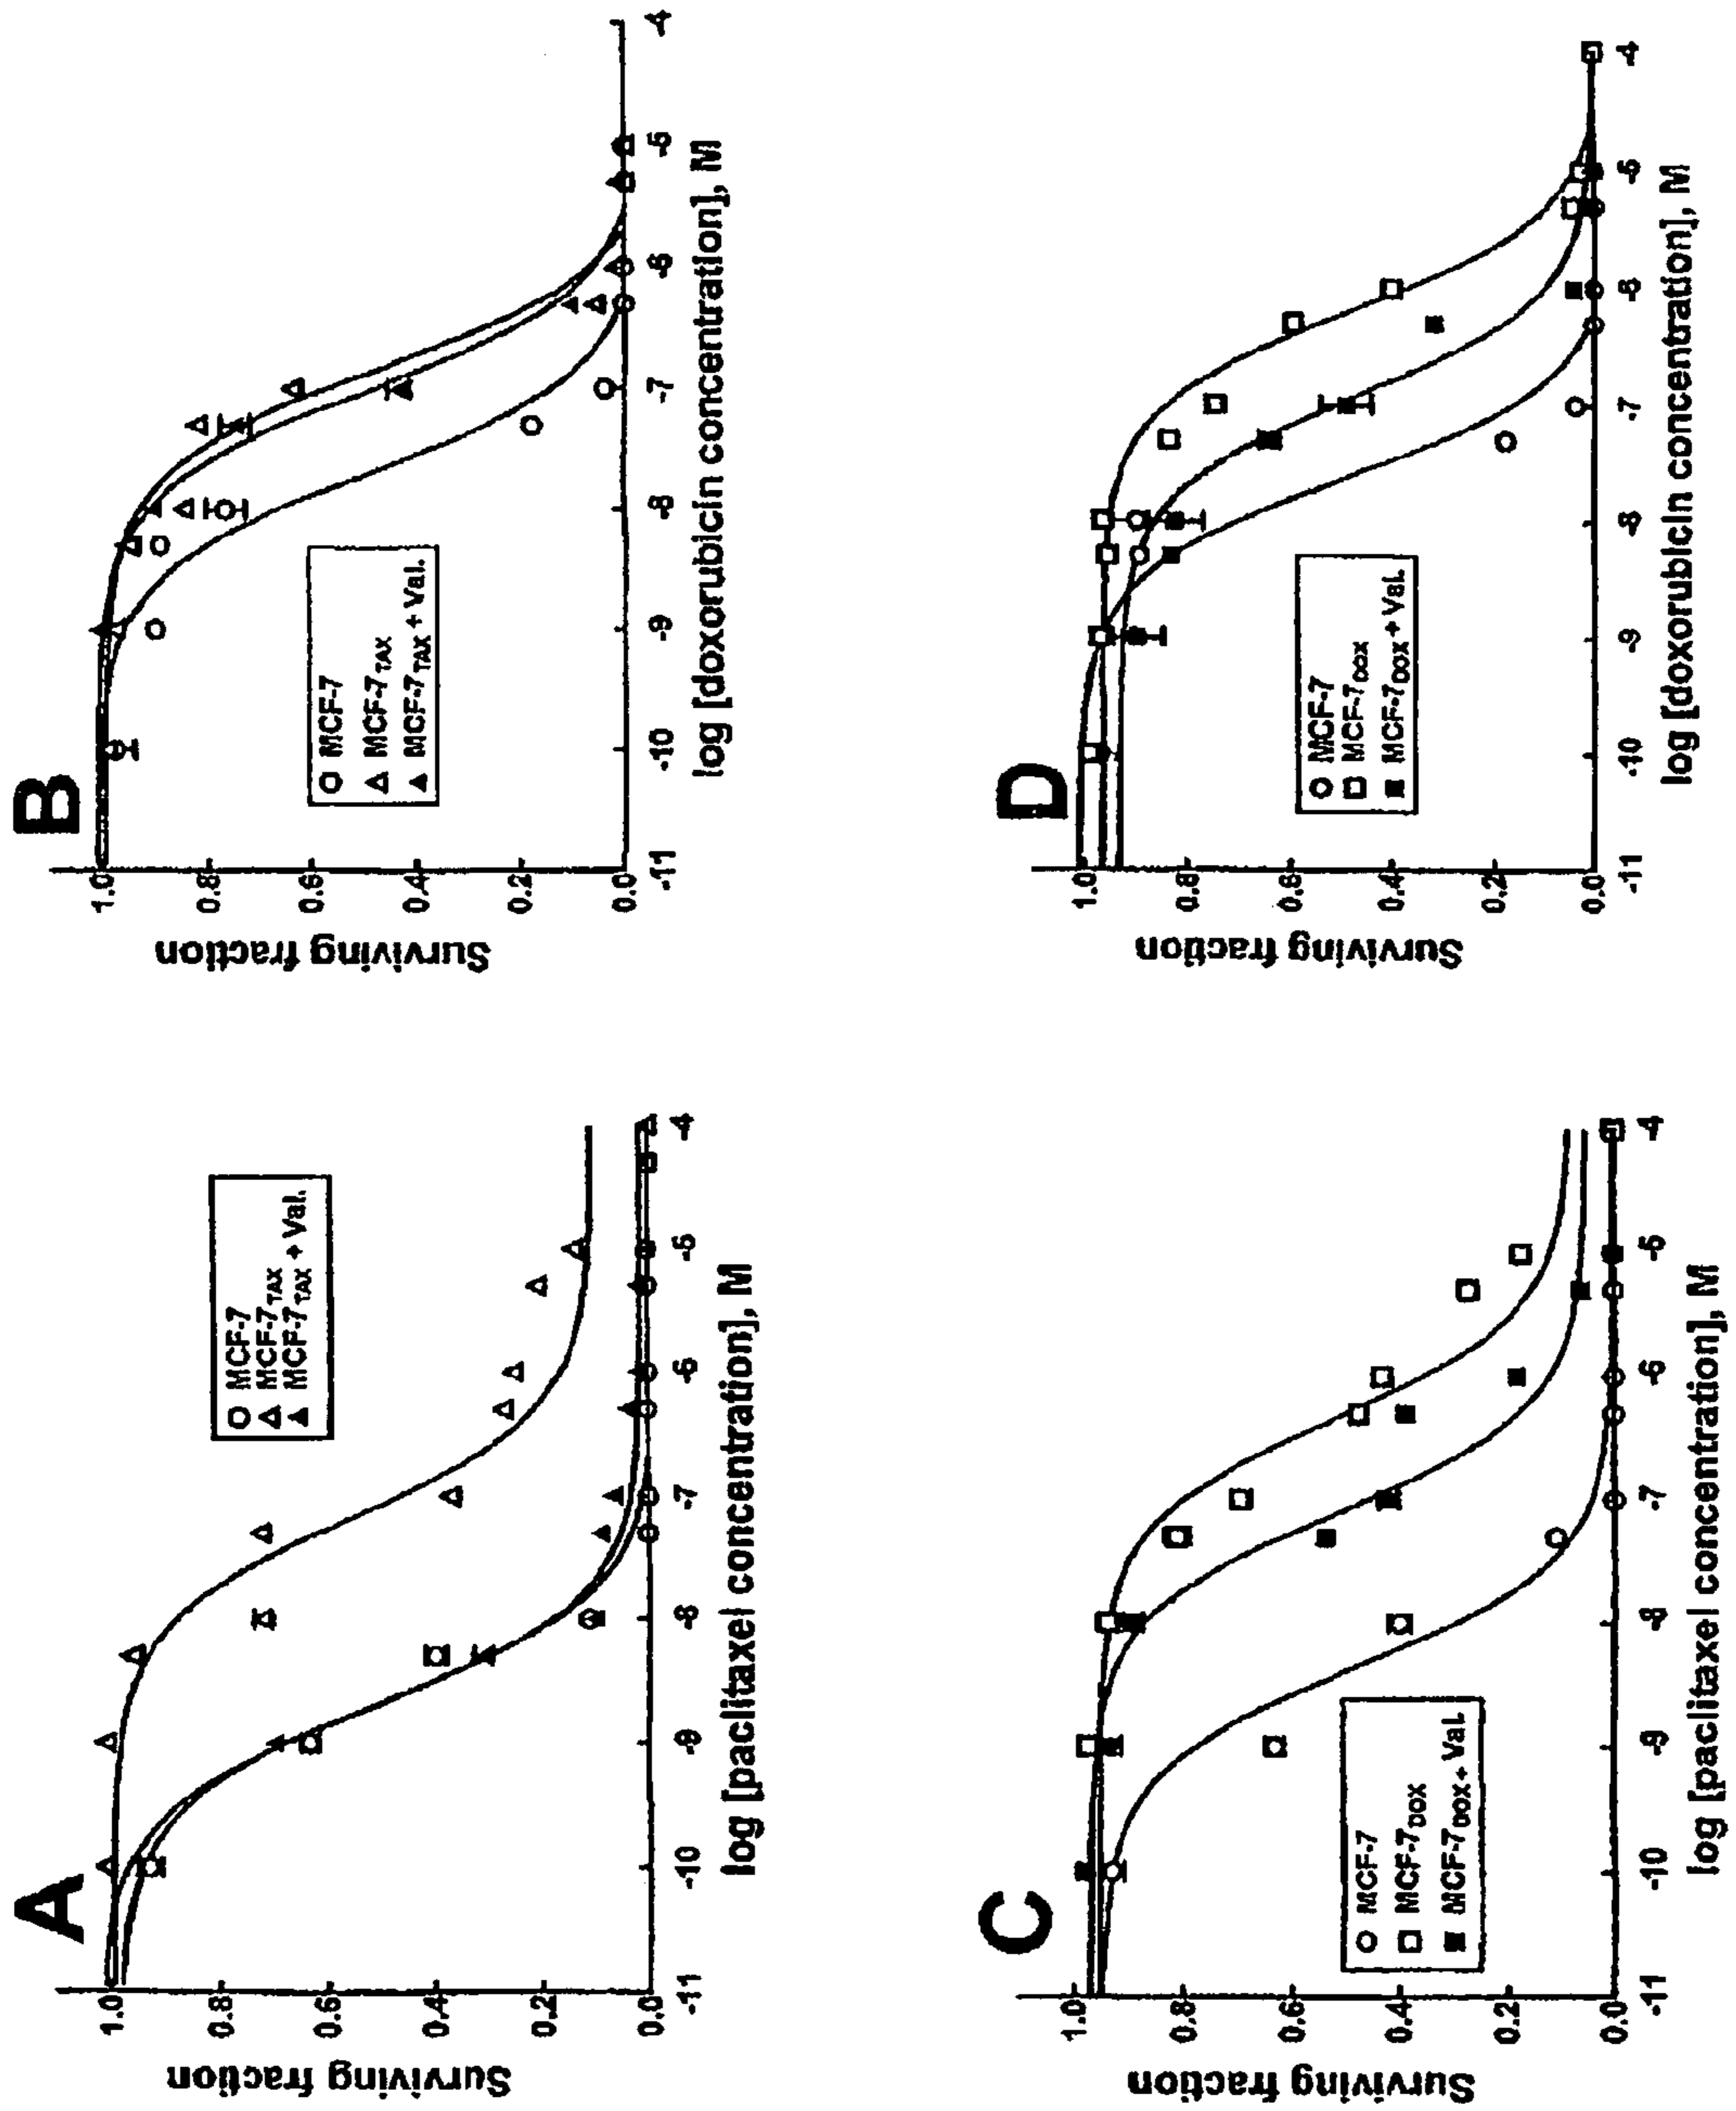 A
Surviving fraction
1.0
0.8
0.6
0.4
0.2
0.0
MCF-7
MCF-7TAX
MCF-7TAX + Val.
-11 -10 -9 -8 -7 -6 -5 -4
log [paclitaxel concentration], M
B
Surviving fraction
1.0
0.8
0.6
0.4
0.2
0.0
MCF-7
MCF-7TAX
MCF-7TAX + Val.
-11 -10 -9 -8 -7 -6 -5 -4
log [doxorubicin concentration], M
C
Surviving fraction
1.0
0.8
0.6
0.4
0.2
0.0
MCF-7
MCF-7DOX
MCF-7DOX + Val.
-11 -10 -9 -8 -7 -6 -5 -4
log [paclitaxel concentration], M
D
Surviving fraction
1.0
0.8
0.6
0.4
0.2
0.0
MCF-7
MCF-7DOX
MCF-7DOX + Val.
-11 -10 -9 -8 -7 -6 -5 -4
log [doxorubicin concentration], M